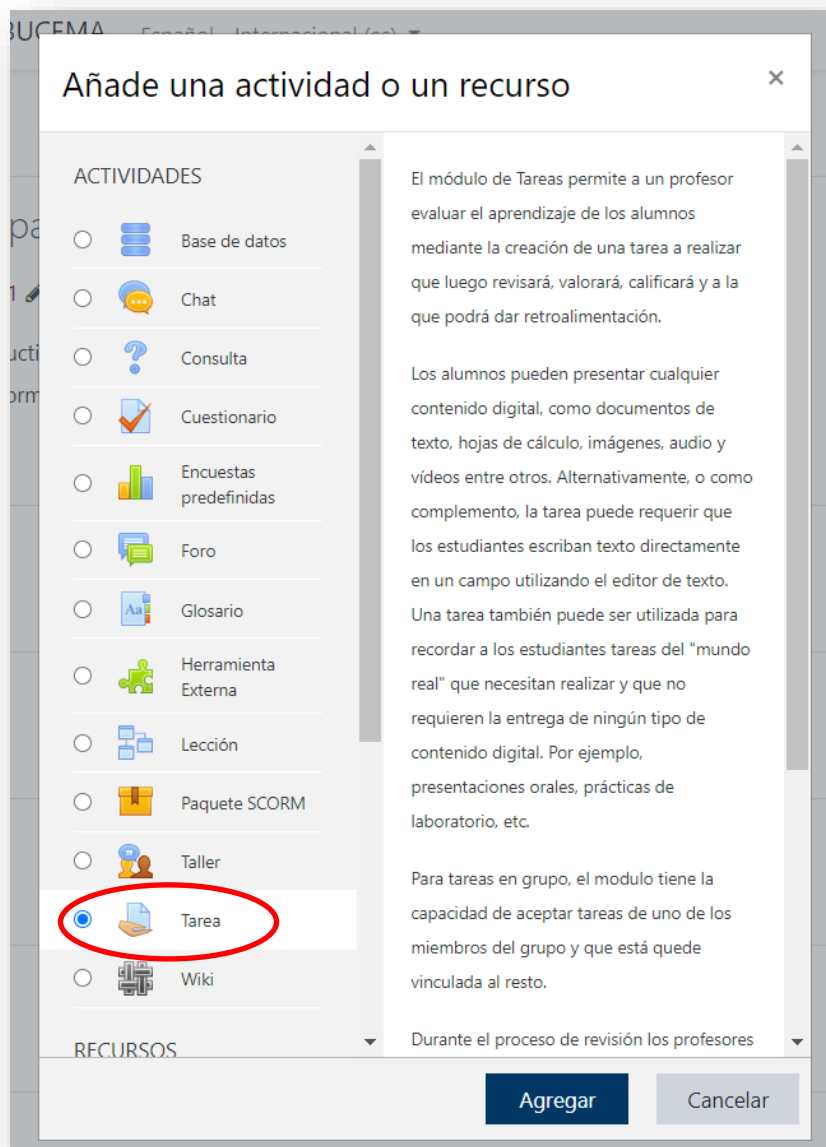 BUCEMA Español - Internacional (es)
Añade una actividad o un recurso ×
ACTIVIDADES
Base de datos
Chat
Consulta
Cuestionario
Encuestas
predefinidas
Foro
Aa
Glosario
Herramienta
Externa
Lección
Paquete SCORM
Taller
Tarea
Wiki
RECURSOS
El módulo de Tareas permite a un profesor
evaluar el aprendizaje de los alumnos
mediante la creación de una tarea a realizar
que luego revisará, valorará, calificará y a la
que podrá dar retroalimentación.
Los alumnos pueden presentar cualquier
contenido digital, como documentos de
texto, hojas de cálculo, imágenes, audio y
vídeos entre otros. Alternativamente, o como
complemento, la tarea puede requerir que
los estudiantes escriban texto directamente
en un campo utilizando el editor de texto.
Una tarea también puede ser utilizada para
recordar a los estudiantes tareas del "mundo
real" que necesitan realizar y que no
requieren la entrega de ningún tipo de
contenido digital. Por ejemplo,
presentaciones orales, prácticas de
laboratorio, etc.
Para tareas en grupo, el modulo tiene la
capacidad de aceptar tareas de uno de los
miembros del grupo y que está quede
vinculada al resto.
Durante el proceso de revisión los profesores
Agregar
Cancelar